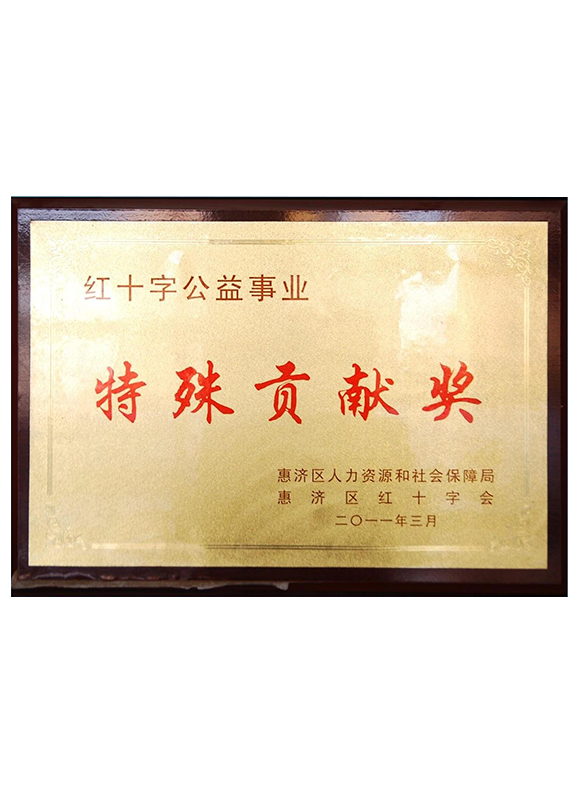 红十字公益事业
特殊贡献奖
惠济区人力资源和社会保障局
惠济区红十字会
二〇一一年三月